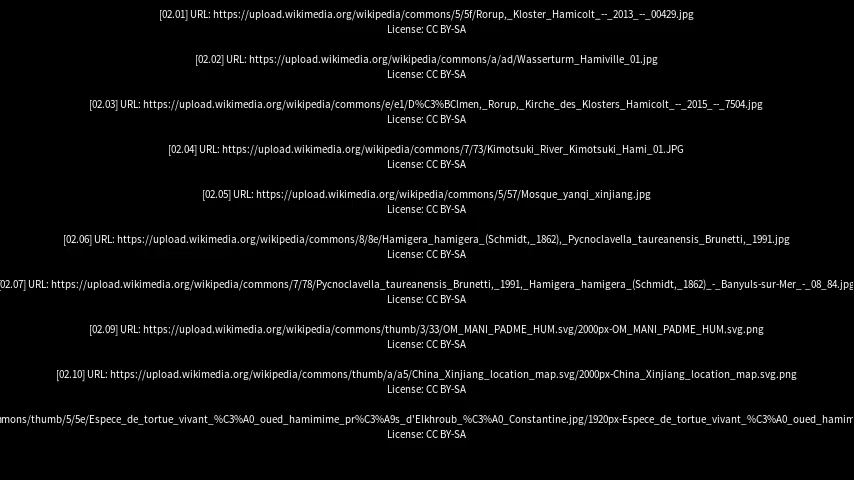 [02.01] URL: https://upload.wikimedia.org/wikipedia/commons/5/5f/Rorup,_Kloster_Hamicolt_--_2013_--_00429.jpg
License: CC BY-SA
[02.02] URL: https://upload.wikimedia.org/wikipedia/commons/a/ad/Wasserturm_Hamiville_01.jpg
License: CC BY-SA
[02.03] URL: https://upload.wikimedia.org/wikipedia/commons/e/e1/D%C3%BClmen,_Rorup,_Kirche_des_Klosters_Hamicolt_--_2015_--_7504.jpg
License: CC BY-SA
[02.04] URL: https://upload.wikimedia.org/wikipedia/commons/7/73/Kimotsuki_River_Kimotsuki_Hami_01.JPG
License: CC BY-SA
[02.05] URL: https://upload.wikimedia.org/wikipedia/commons/5/57/Mosque_yanqi_xinjiang.jpg
License: CC BY-SA
[02.06] URL: https://upload.wikimedia.org/wikipedia/commons/8/8e/Hamigera_hamigera_(Schmidt,_1862),_Pycnoclavella_taureanensis_Brunetti,_1991.jpg
License: CC BY-SA
[02.07] URL: https://upload.wikimedia.org/wikipedia/commons/7/78/Pycnoclavella_taureanensis_Brunetti,_1991,_Hamigera_hamigera_(Schmidt,_1862)_-_Banyuls-sur-Mer_-_08_84.jpg
License: CC BY-SA
[02.09] URL: https://upload.wikimedia.org/wikipedia/commons/thumb/3/33/OM_MANI_PADME_HUM.svg/2000px-OM_MANI_PADME_HUM.svg.png
License: CC BY-SA
[02.10] URL: https://upload.wikimedia.org/wikipedia/commons/thumb/a/a5/China_Xinjiang_location_map.svg/2000px-China_Xinjiang_location_map.svg.png
License: CC BY-SA
mons/thumb/5/5e/Espece_de_tortue_vivant_%C3%A0_oued_hamimime_pr%C3%A9s_d'Elkhroub_%C3%A0_Constantine.jpg/1920px-Espece_de_tortue_vivant_%C3%A0_oued_hamim
License: CC BY-SA